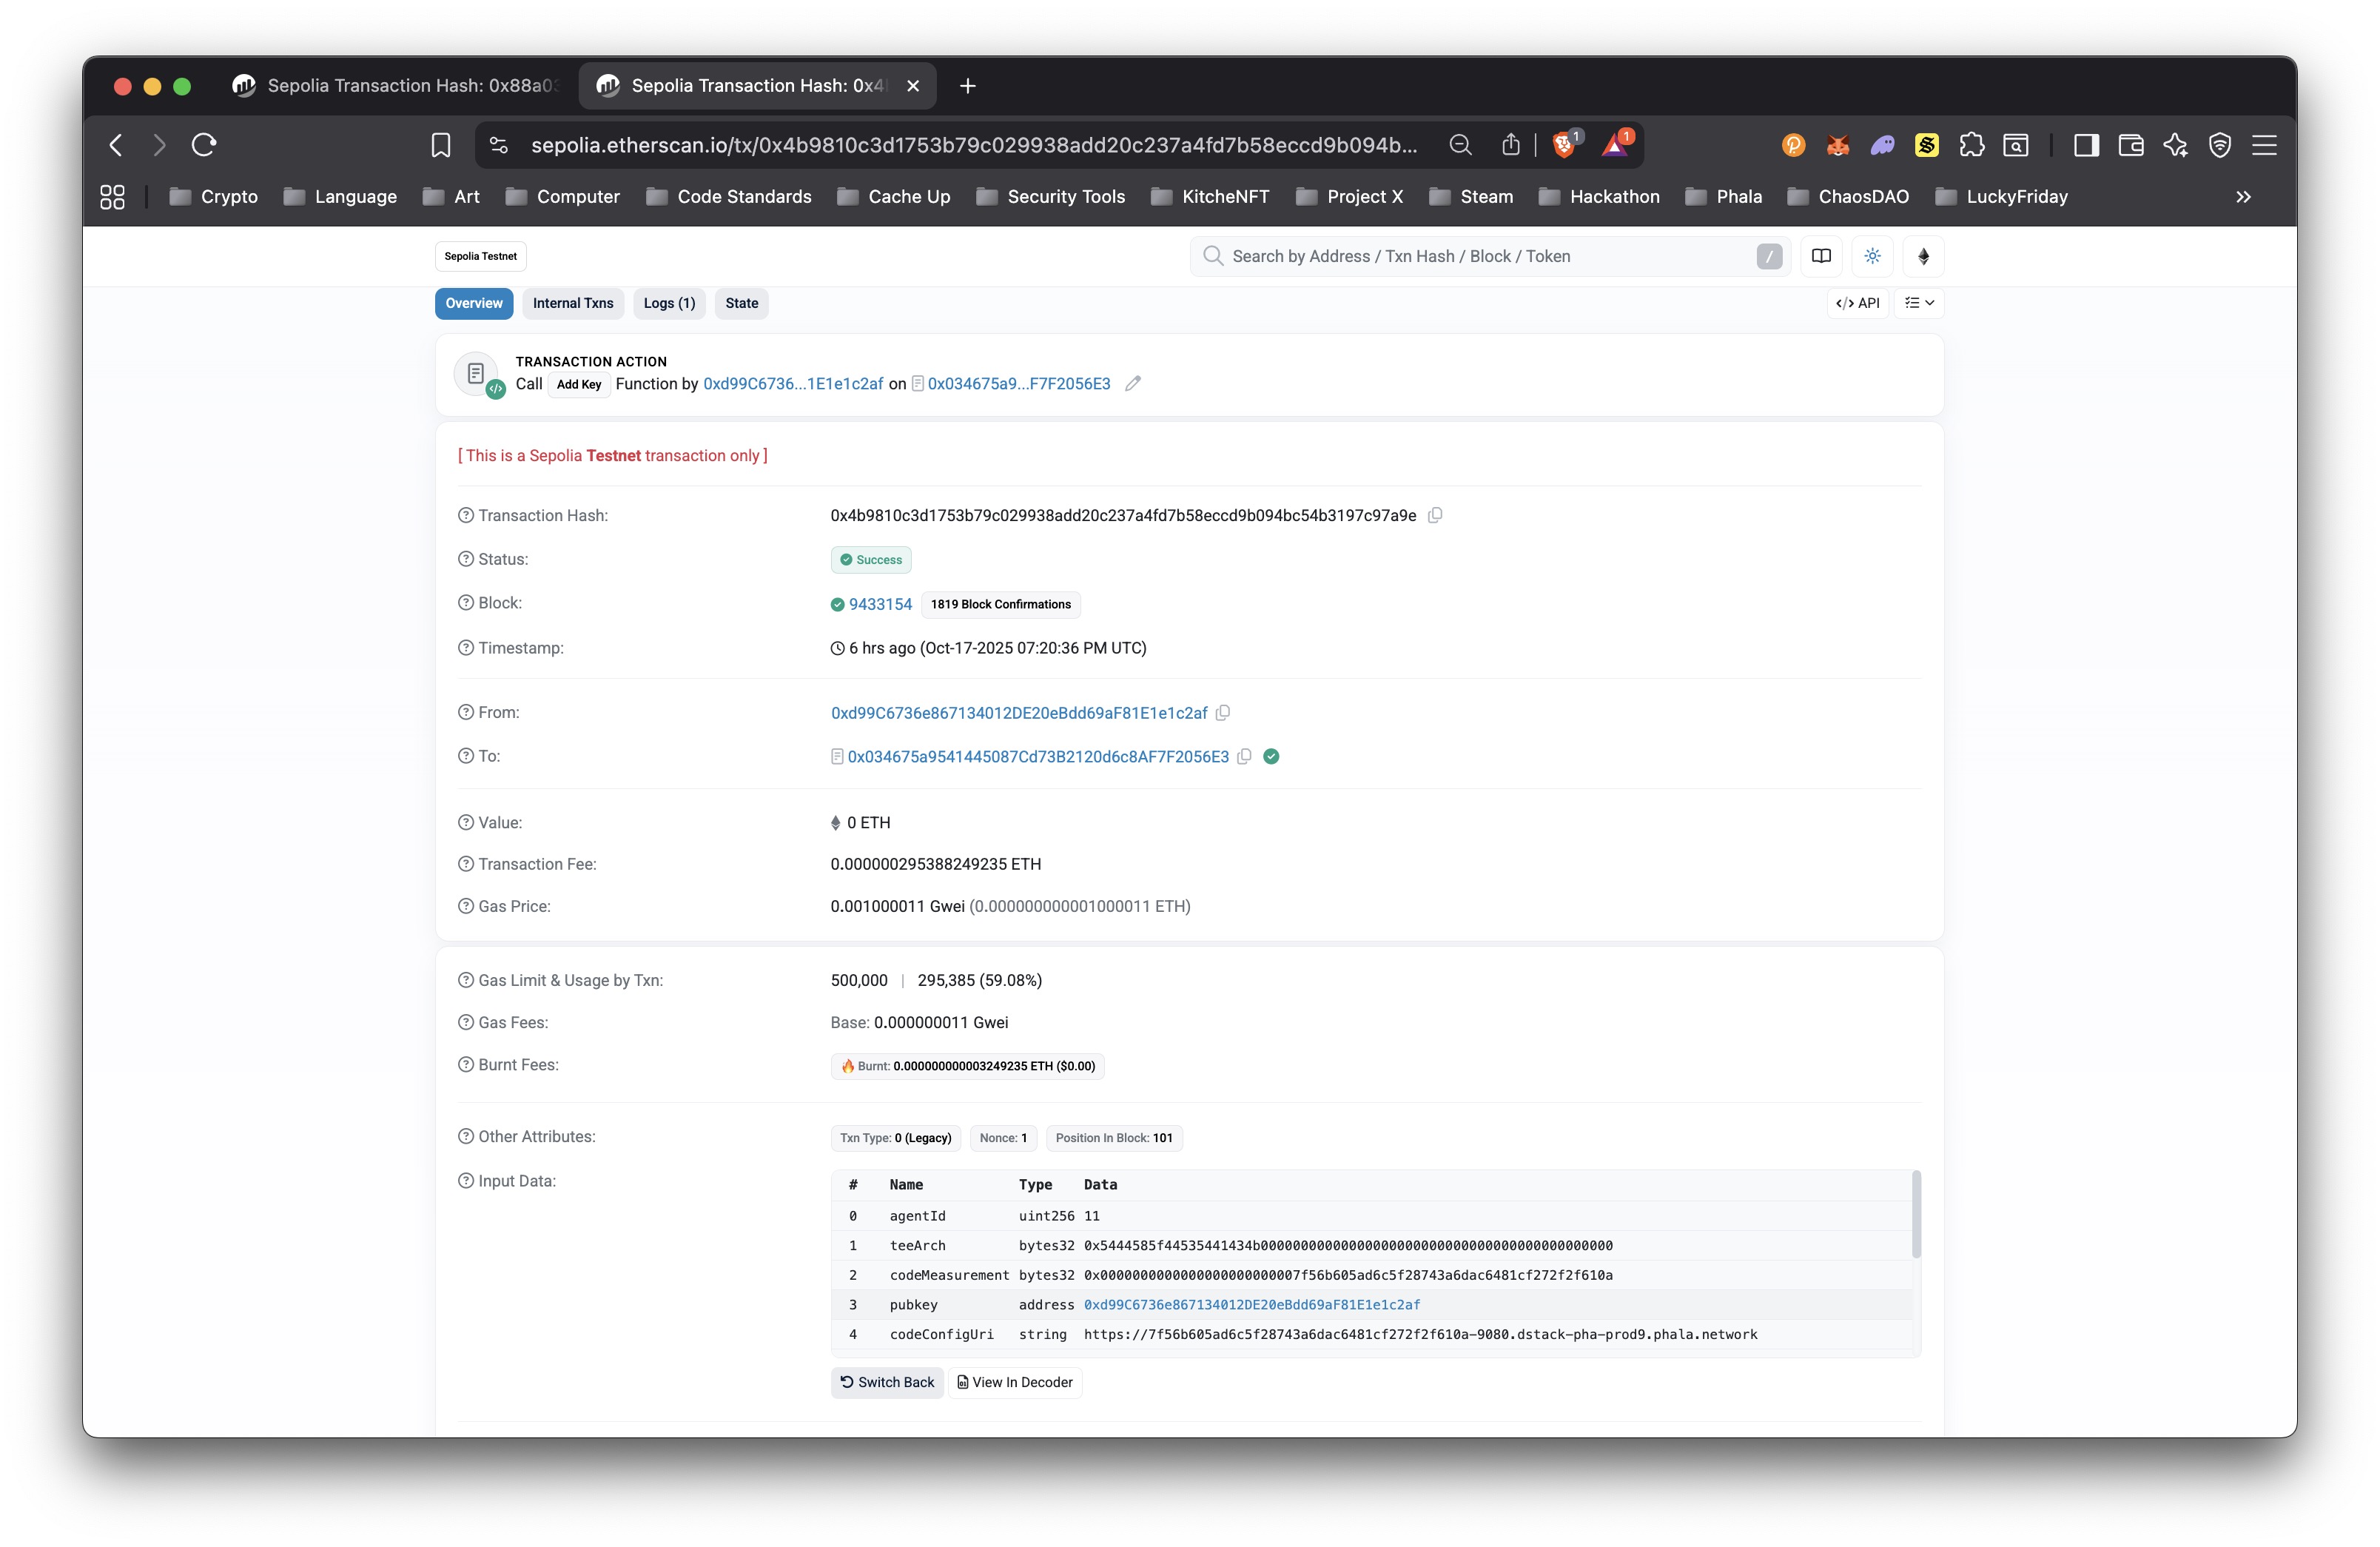 Sepolia Transaction Hash: 0x88a03
Sepolia Transaction Hash: 0x4
sepolia.etherscan.io/tx/0x4b9810c3d1753b79c029938add20c237a4fd7b58eccd9b094b...
1
1
Crypto Language Art Computer Code Standards Cache Up Security Tools KitcheNFT Project X Steam Hackathon Phala ChaosDAO LuckyFriday
Sepolia Testnet
Search by Address / Txn Hash / Block / Token /
Overview Internal Txns Logs (1) State
</> API
TRANSACTION ACTION
Call Add Key Function by 0xd99C6736...1E1e1c2af on 0x034675a9...F7F2056E3
[ This is a Sepolia Testnet transaction only ]
Transaction Hash: 0x4b9810c3d1753b79c029938add20c237a4fd7b58eccd9b094bc54b3197c97a9e
Status: Success
Block: 9433154 1819 Block Confirmations
Timestamp: 6 hrs ago (Oct-17-2025 07:20:36 PM UTC)
From: 0xd99C6736e867134012DE20eBdd69aF81E1e1c2af
To: 0x034675a9541445087Cd73B2120d6c8AF7F2056E3
Value: 0 ETH
Transaction Fee: 0.000000295388249235 ETH
Gas Price: 0.001000011 Gwei (0.000000000001000011 ETH)
Gas Limit & Usage by Txn: 500,000 | 295,385 (59.08%)
Gas Fees: Base: 0.000000011 Gwei
Burnt Fees: Burnt: 0.000000000003249235 ETH ($0.00)
Other Attributes: Txn Type: 0 (Legacy) Nonce: 1 Position In Block: 101
Input Data:
# Name Type Data
0 agentId uint256 11
1 teeArch bytes32 0x5444585f44535441434b00000000000000000000000000000000000000000000
2 codeMeasurement bytes32 0x0000000000000000000000007f56b605ad6c5f28743a6dac6481cf272f2f610a
3 pubkey address 0xd99C6736e867134012DE20eBdd69aF81E1e1c2af
4 codeConfigUri string https://7f56b605ad6c5f28743a6dac6481cf272f2f610a-9080.dstack-pha-prod9.phala.network
Switch Back View In Decoder